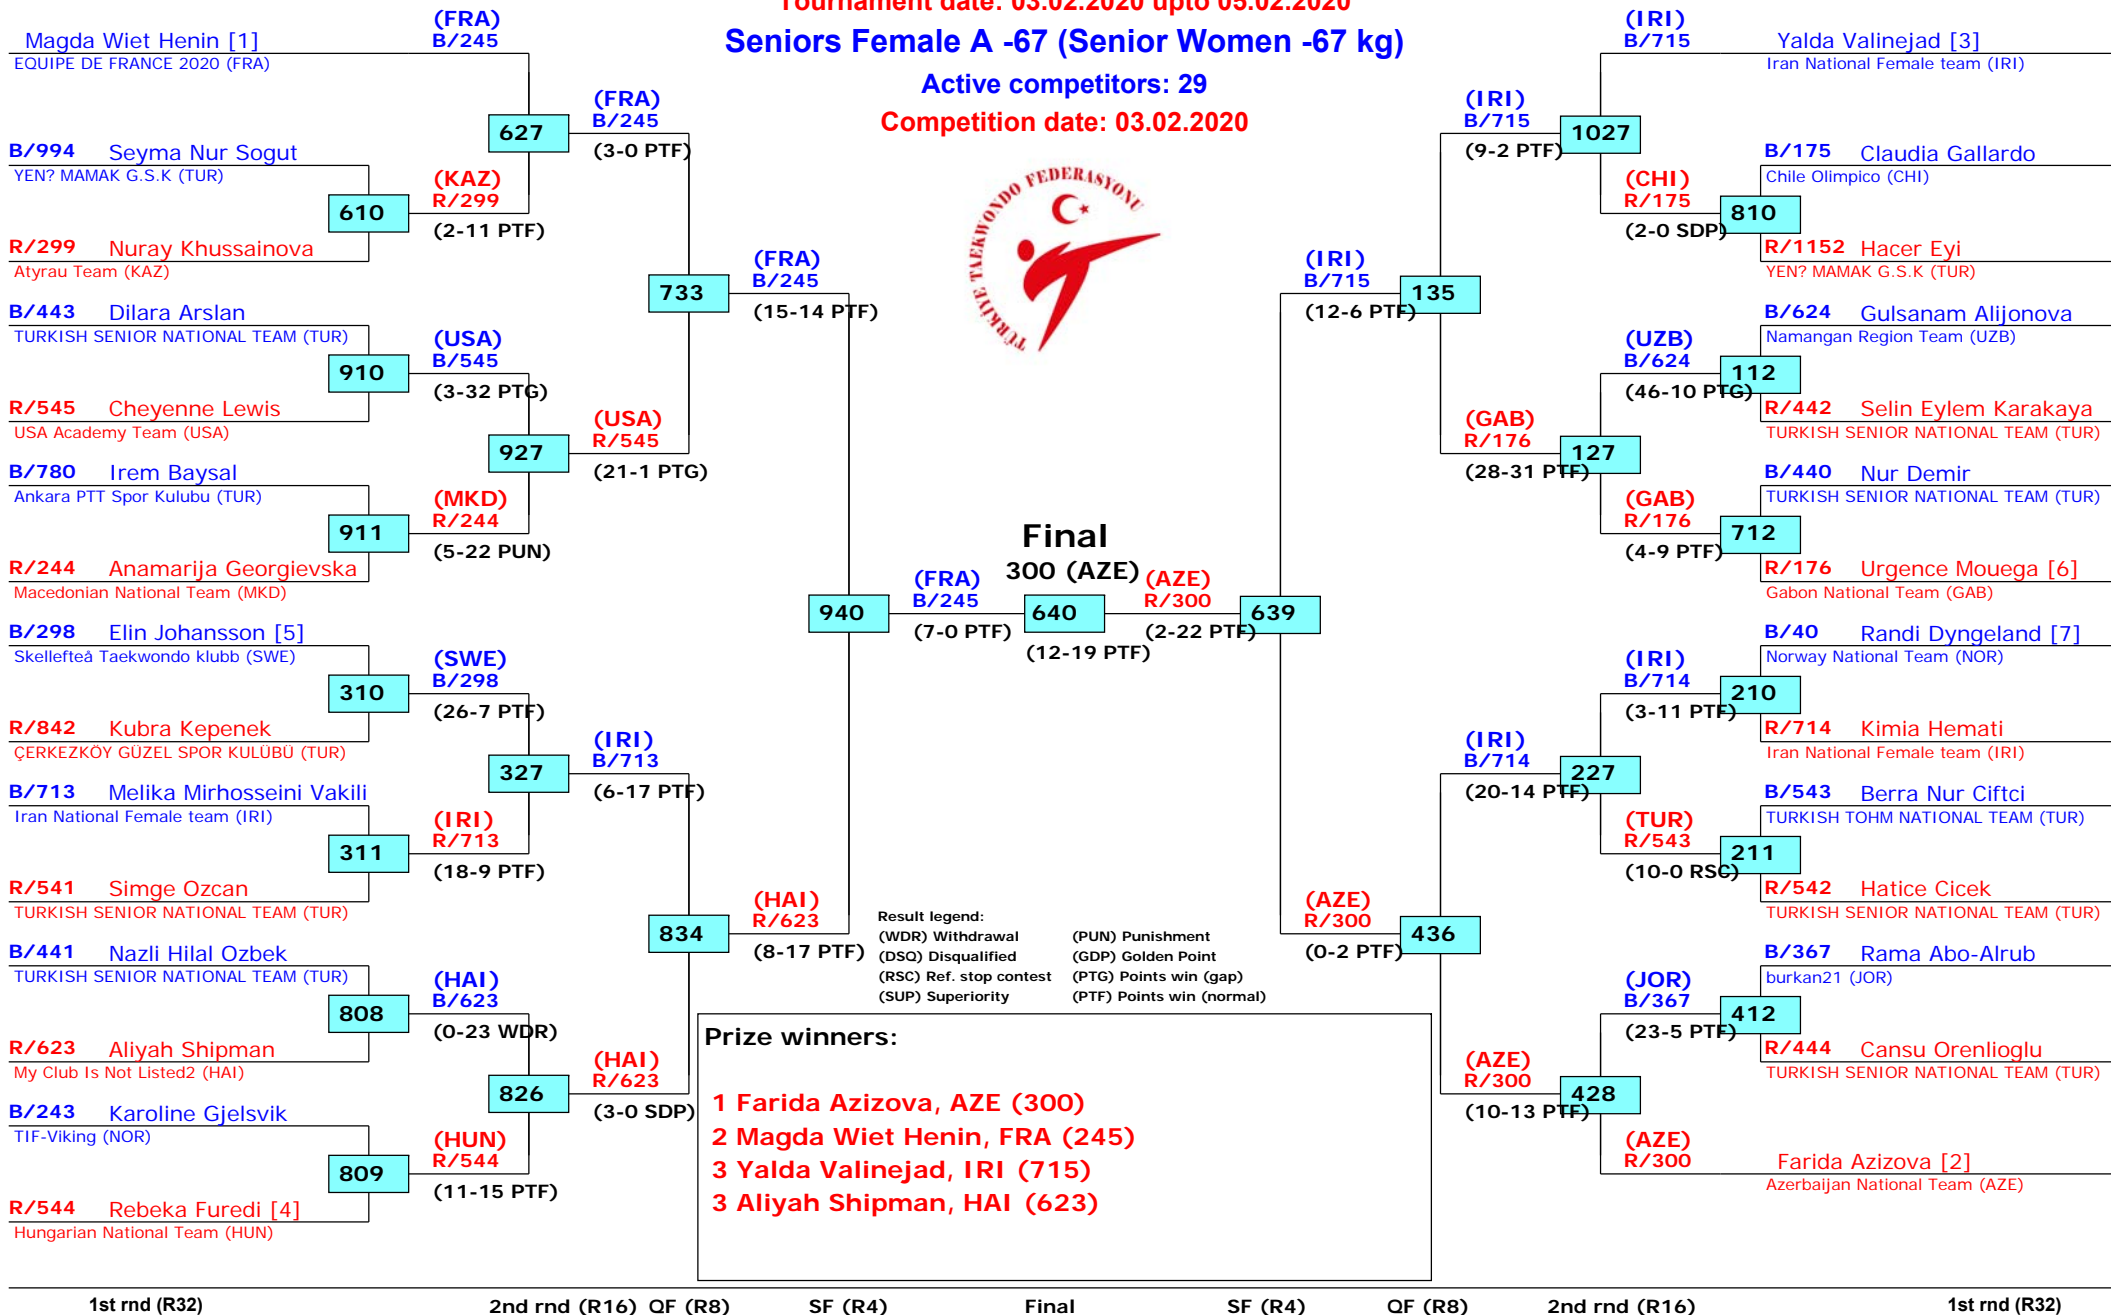 Tournament date: 03.02.2020 upto 05.02.2020
Seniors Female A -67 (Senior Women -67 kg)
Active competitors: 29
Competition date: 03.02.2020
TÜRKİYE TAEKWONDO FEDERASYONU
Magda Wiet Henin [1]
EQUIPE DE FRANCE 2020 (FRA)
(FRA)
B/245
B/994 Seyma Nur Sogut
YEN? MAMAK G.S.K (TUR)
610
R/299 Nuray Khussainova
Atyrau Team (KAZ)
(KAZ)
R/299
(2-11 PTF)
627
(FRA)
B/245
(3-0 PTF)
B/443 Dilara Arslan
TURKISH SENIOR NATIONAL TEAM (TUR)
910
R/545 Cheyenne Lewis
USA Academy Team (USA)
(USA)
B/545
(3-32 PTG)
B/780 Irem Baysal
Ankara PTT Spor Kulubu (TUR)
911
R/244 Anamarija Georgievska
Macedonian National Team (MKD)
(MKD)
R/244
(5-22 PUN)
927
(USA)
R/545
(21-1 PTG)
733
(FRA)
B/245
(15-14 PTF)
B/298 Elin Johansson [5]
Skellefteå Taekwondo klubb (SWE)
310
R/842 Kubra Kepenek
ÇERKEZKÖY GÜZEL SPOR KULÜBÜ (TUR)
(SWE)
B/298
(26-7 PTF)
B/713 Melika Mirhosseini Vakili
Iran National Female team (IRI)
311
R/541 Simge Ozcan
TURKISH SENIOR NATIONAL TEAM (TUR)
(IRI)
R/713
(18-9 PTF)
327
(IRI)
B/713
(6-17 PTF)
B/441 Nazli Hilal Ozbek
TURKISH SENIOR NATIONAL TEAM (TUR)
808
R/623 Aliyah Shipman
My Club Is Not Listed2 (HAI)
(HAI)
B/623
(0-23 WDR)
B/243 Karoline Gjelsvik
TIF-Viking (NOR)
809
R/544 Rebeka Furedi [4]
Hungarian National Team (HUN)
(HUN)
R/544
(11-15 PTF)
826
(HAI)
R/623
(3-0 SDP)
834
(HAI)
R/623
(8-17 PTF)
940
(FRA)
B/245
(7-0 PTF)
Final
300 (AZE)
640
(12-19 PTF)
(AZE)
R/300
(2-22 PTF)
639
(IRI)
B/715
(12-6 PTF)
135
(IRI)
B/715
(9-2 PTF)
1027
(IRI)
B/715
Yalda Valinejad [3]
Iran National Female team (IRI)
(CHI)
R/175
(2-0 SDP)
810
B/175 Claudia Gallardo
Chile Olimpico (CHI)
R/1152 Hacer Eyi
YEN? MAMAK G.S.K (TUR)
(GAB)
R/176
(28-31 PTF)
127
(UZB)
B/624
(46-10 PTG)
112
B/624 Gulsanam Alijonova
Namangan Region Team (UZB)
R/442 Selin Eylem Karakaya
TURKISH SENIOR NATIONAL TEAM (TUR)
(GAB)
R/176
(4-9 PTF)
712
B/440 Nur Demir
TURKISH SENIOR NATIONAL TEAM (TUR)
R/176 Urgence Mouega [6]
Gabon National Team (GAB)
(AZE)
R/300
(0-2 PTF)
436
(IRI)
B/714
(20-14 PTF)
227
(IRI)
B/714
(3-11 PTF)
210
B/40 Randi Dyngeland [7]
Norway National Team (NOR)
R/714 Kimia Hemati
Iran National Female team (IRI)
(TUR)
R/543
(10-0 RSC)
211
B/543 Berra Nur Ciftci
TURKISH TOHM NATIONAL TEAM (TUR)
R/542 Hatice Cicek
TURKISH SENIOR NATIONAL TEAM (TUR)
(AZE)
R/300
(10-13 PTF)
428
(JOR)
B/367
(23-5 PTF)
412
B/367 Rama Abo-Alrub
burkan21 (JOR)
R/444 Cansu Orenlioglu
TURKISH SENIOR NATIONAL TEAM (TUR)
(AZE)
R/300
Farida Azizova [2]
Azerbaijan National Team (AZE)
Result legend:
(WDR) Withdrawal (PUN) Punishment
(DSQ) Disqualified (GDP) Golden Point
(RSC) Ref. stop contest (PTG) Points win (gap)
(SUP) Superiority (PTF) Points win (normal)
Prize winners:
1 Farida Azizova, AZE (300)
2 Magda Wiet Henin, FRA (245)
3 Yalda Valinejad, IRI (715)
3 Aliyah Shipman, HAI (623)
1st rnd (R32) 2nd rnd (R16) QF (R8) SF (R4) Final SF (R4) QF (R8) 2nd rnd (R16) 1st rnd (R32)